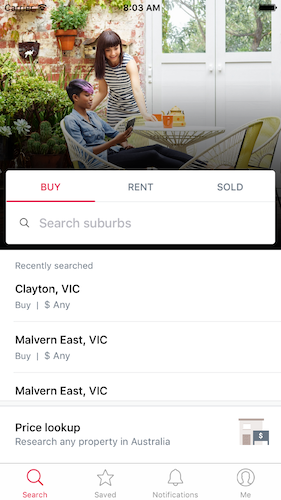 Carrier 8:03 AM
BUY RENT SOLD
Search suburbs
Recently searched
Clayton, VIC
Buy | $ Any
Malvern East, VIC
Buy | $ Any
Malvern East, VIC
Price lookup
Research any property in Australia
$
Search Saved Notifications Me